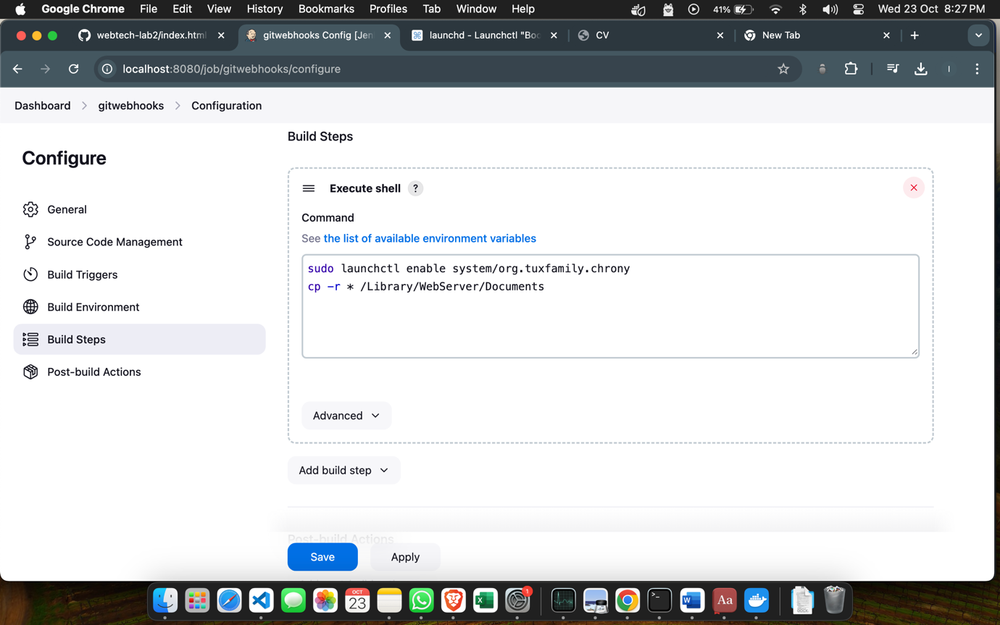 Google Chrome File Edit View History Bookmarks Profiles Tab Window Help 41% Wed 23 Oct 8:27 PM
webtech-lab2/index.html gitwebhooks Config [Jen launchd - Launchctl "Boo CV New Tab
localhost:8080/job/gitwebhooks/configure I
Dashboard gitwebhooks Configuration
Configure
General
Source Code Management
Build Triggers
Build Environment
Build Steps
Post-build Actions
Build Steps
Execute shell ?
Command
See the list of available environment variables
sudo launchctl enable system/org.tuxfamily.chrony
cp -r * /Library/WebServer/Documents
Advanced
Add build step
Post-build Actions
Save Apply
OCT
23
1
Aa